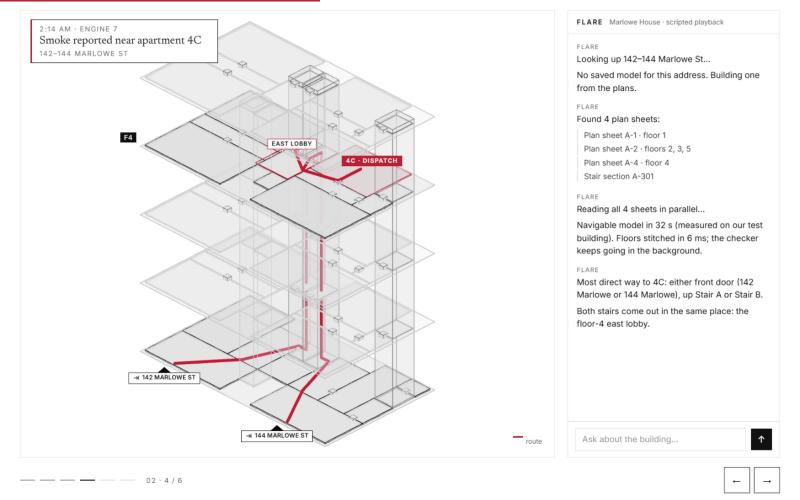 2:14 AM · ENGINE 7
Smoke reported near apartment 4C
142–144 MARLOWE ST
F4
EAST LOBBY
4C · DISPATCH
⇥ 142 MARLOWE ST
⇥ 144 MARLOWE ST
route
02 · 4 / 6
FLARE Marlowe House · scripted playback
FLARE
Looking up 142–144 Marlowe St...
No saved model for this address. Building one
from the plans.
FLARE
Found 4 plan sheets:
Plan sheet A-1 · floor 1
Plan sheet A-2 · floors 2, 3, 5
Plan sheet A-4 · floor 4
Stair section A-301
FLARE
Reading all 4 sheets in parallel...
Navigable model in 32 s (measured on our test
building). Floors stitched in 6 ms; the checker
keeps going in the background.
FLARE
Most direct way to 4C: either front door (142
Marlowe or 144 Marlowe), up Stair A or Stair B.
Both stairs come out in the same place: the
floor-4 east lobby.
Ask about the building...
↑
← →